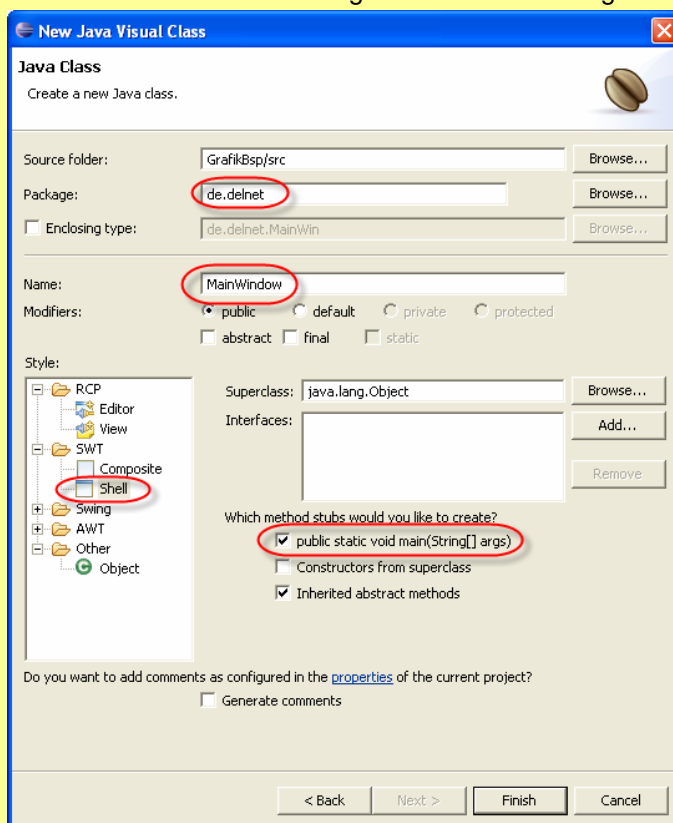 New Java Visual Class
Java Class
Create a new Java class.
Source folder: GrafikBsp/src Browse...
Package: de.delnet Browse...
Enclosing type: de.delnet.MainWin Browse...
Name: MainWindow
Modifiers: public default private protected
abstract final static
Style:
RCP
Editor
View
SWT
Composite
Shell
Swing
AWT
Other
Object
Superclass: java.lang.Object Browse...
Interfaces: Add...
Remove
Which method stubs would you like to create?
public static void main(String[] args)
Constructors from superclass
Inherited abstract methods
Do you want to add comments as configured in the properties of the current project?
Generate comments
< Back Next > Finish Cancel